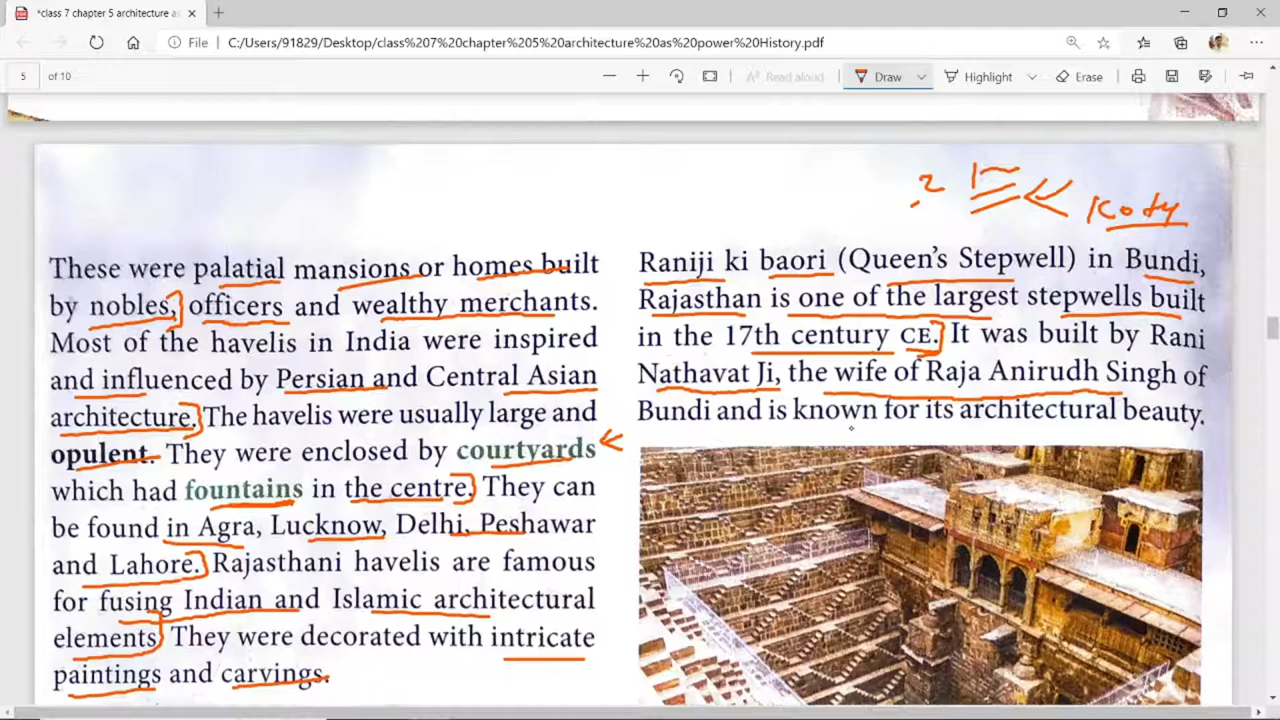 *class 7 chapter 5 architecture as
File
C:/Users/91829/Desktop/class%207%20chapter%205%20architecture%20as%20power%20History.pdf
5 of 10
Read aloud
Draw
Highlight
Erase
These were palatial mansions or homes built
by nobles, officers and wealthy merchants.
Most of the havelis in India were inspired
and influenced by Persian and Central Asian
architecture. The havelis were usually large and
opulent. They were enclosed by courtyards
which had fountains in the centre. They can
be found in Agra, Lucknow, Delhi, Peshawar
and Lahore. Rajasthani havelis are famous
for fusing Indian and Islamic architectural
elements. They were decorated with intricate
paintings and carvings.
Raniji ki baori (Queen's Stepwell) in Bundi,
Rajasthan is one of the largest stepwells built
in the 17th century CE. It was built by Rani
Nathavat Ji, the wife of Raja Anirudh Singh of
Bundi and is known for its architectural beauty.